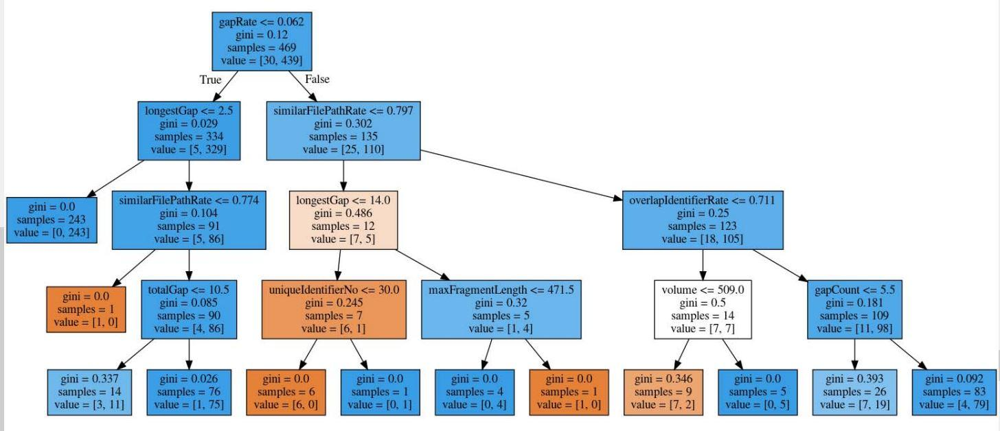 gapRate <= 0.062
gini = 0.12
samples = 469
value = [30, 439]
True
False
longestGap <= 2.5
gini = 0.029
samples = 334
value = [5, 329]
similarFilePathRate <= 0.797
gini = 0.302
samples = 135
value = [25, 110]
gini = 0.0
samples = 243
value = [0, 243]
similarFilePathRate <= 0.774
gini = 0.104
samples = 91
value = [5, 86]
longestGap <= 14.0
gini = 0.486
samples = 12
value = [7, 5]
overlapIdentifierRate <= 0.711
gini = 0.25
samples = 123
value = [18, 105]
gini = 0.0
samples = 1
value = [1, 0]
totalGap <= 10.5
gini = 0.085
samples = 90
value = [4, 86]
uniqueIdentifierNo <= 30.0
gini = 0.245
samples = 7
value = [6, 1]
maxFragmentLength <= 471.5
gini = 0.32
samples = 5
value = [1, 4]
volume <= 509.0
gini = 0.5
samples = 14
value = [7, 7]
gapCount <= 5.5
gini = 0.181
samples = 109
value = [11, 98]
gini = 0.337
samples = 14
value = [3, 11]
gini = 0.026
samples = 76
value = [1, 75]
gini = 0.0
samples = 6
value = [6, 0]
gini = 0.0
samples = 1
value = [0, 1]
gini = 0.0
samples = 4
value = [0, 4]
gini = 0.0
samples = 1
value = [1, 0]
gini = 0.346
samples = 9
value = [7, 2]
gini = 0.0
samples = 5
value = [0, 5]
gini = 0.393
samples = 26
value = [7, 19]
gini = 0.092
samples = 83
value = [4, 79]